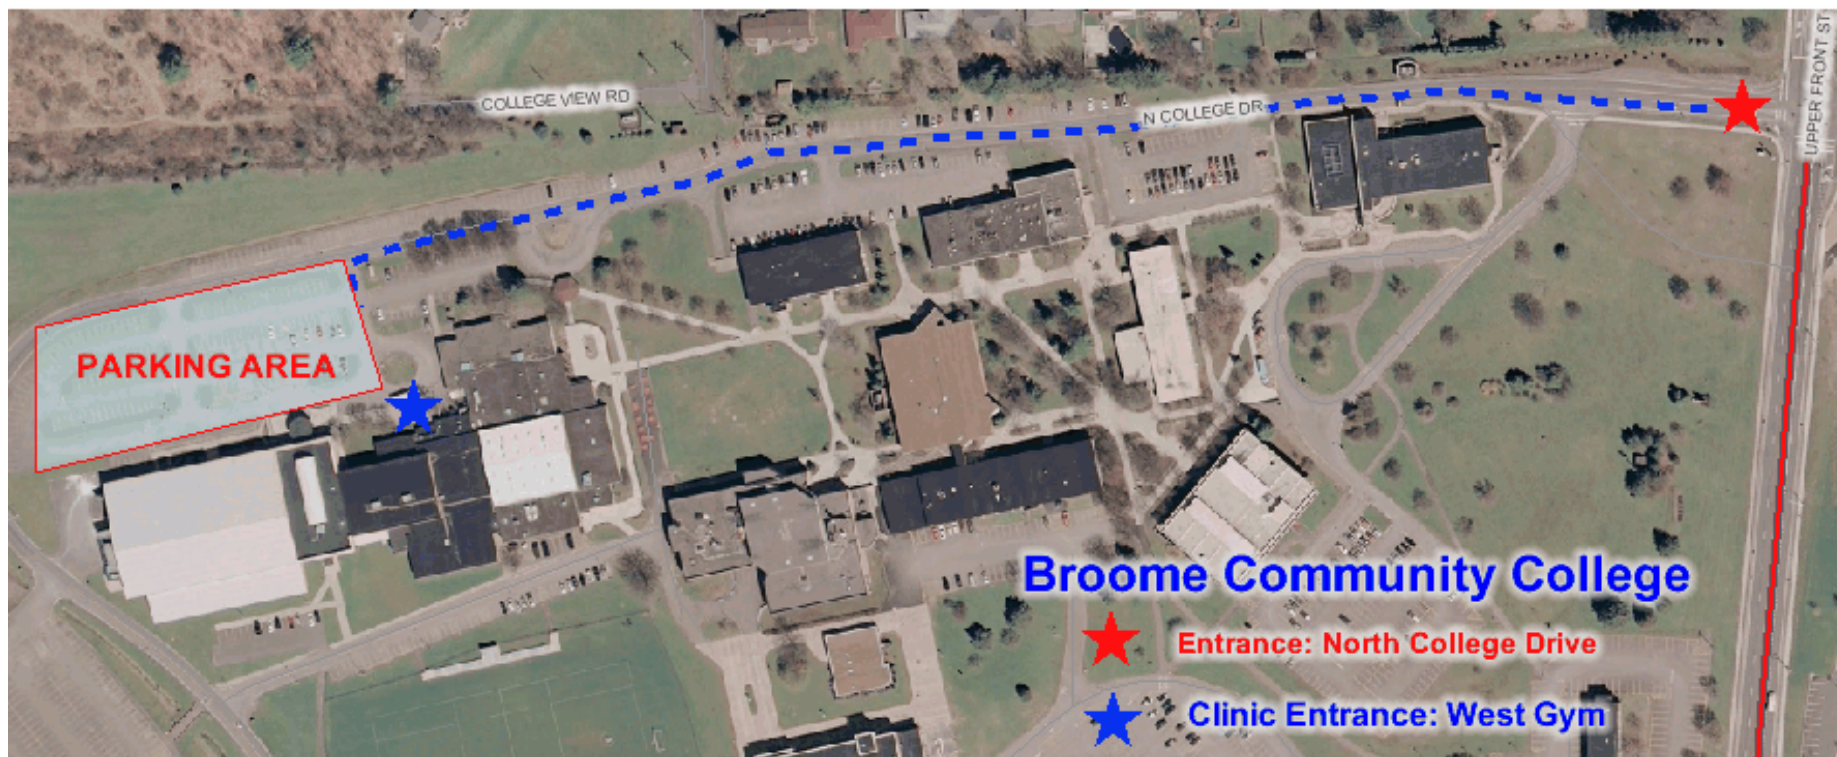 COLLEGE VIEW RD
N COLLEGE DR
UPPER FRONT ST
PARKING AREA
Broome Community College
Entrance: North College Drive
Clinic Entrance: West Gym